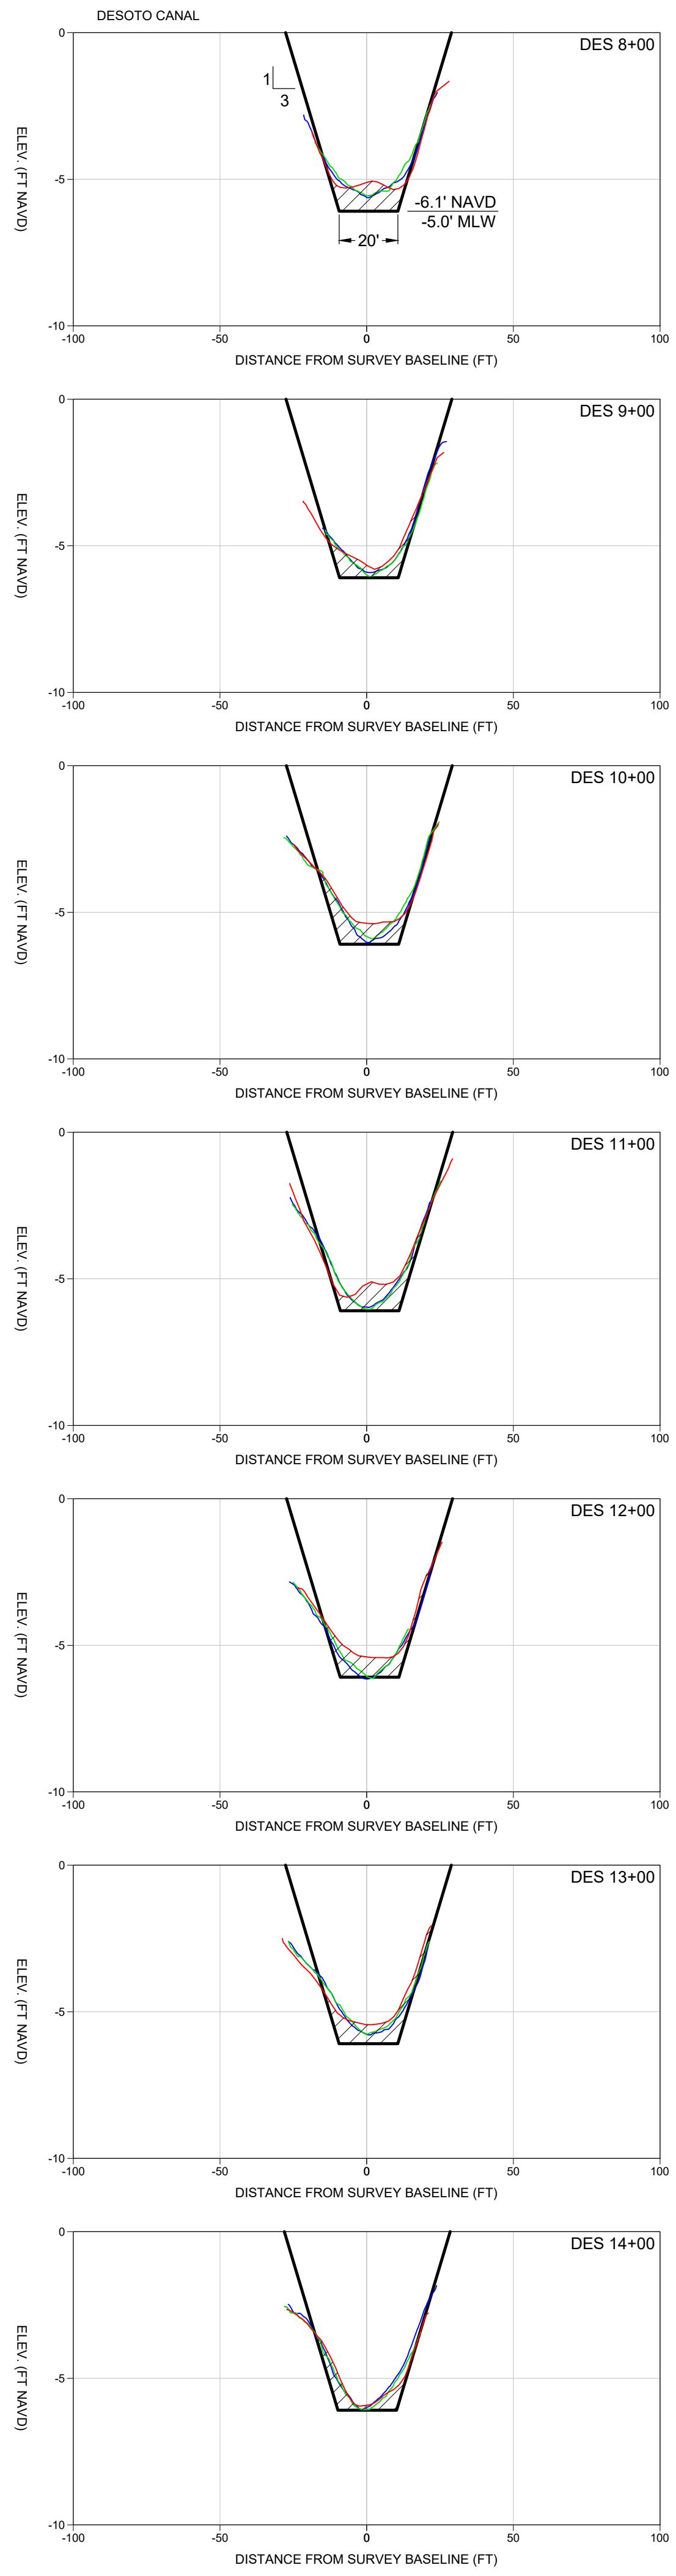 DESOTO CANAL
DES 8+00
0
-5
-10
ELEV. (FT NAVD)
1
3
-6.1' NAVD
-5.0' MLW
20'
-100
-50
0
50
100
DISTANCE FROM SURVEY BASELINE (FT)
DES 9+00
0
-5
-10
ELEV. (FT NAVD)
-100
-50
0
50
100
DISTANCE FROM SURVEY BASELINE (FT)
DES 10+00
0
-5
-10
ELEV. (FT NAVD)
-100
-50
0
50
100
DISTANCE FROM SURVEY BASELINE (FT)
DES 11+00
0
-5
-10
ELEV. (FT NAVD)
-100
-50
0
50
100
DISTANCE FROM SURVEY BASELINE (FT)
DES 12+00
0
-5
-10
ELEV. (FT NAVD)
-100
-50
0
50
100
DISTANCE FROM SURVEY BASELINE (FT)
DES 13+00
0
-5
-10
ELEV. (FT NAVD)
-100
-50
0
50
100
DISTANCE FROM SURVEY BASELINE (FT)
DES 14+00
0
-5
-10
ELEV. (FT NAVD)
-100
-50
0
50
100
DISTANCE FROM SURVEY BASELINE (FT)